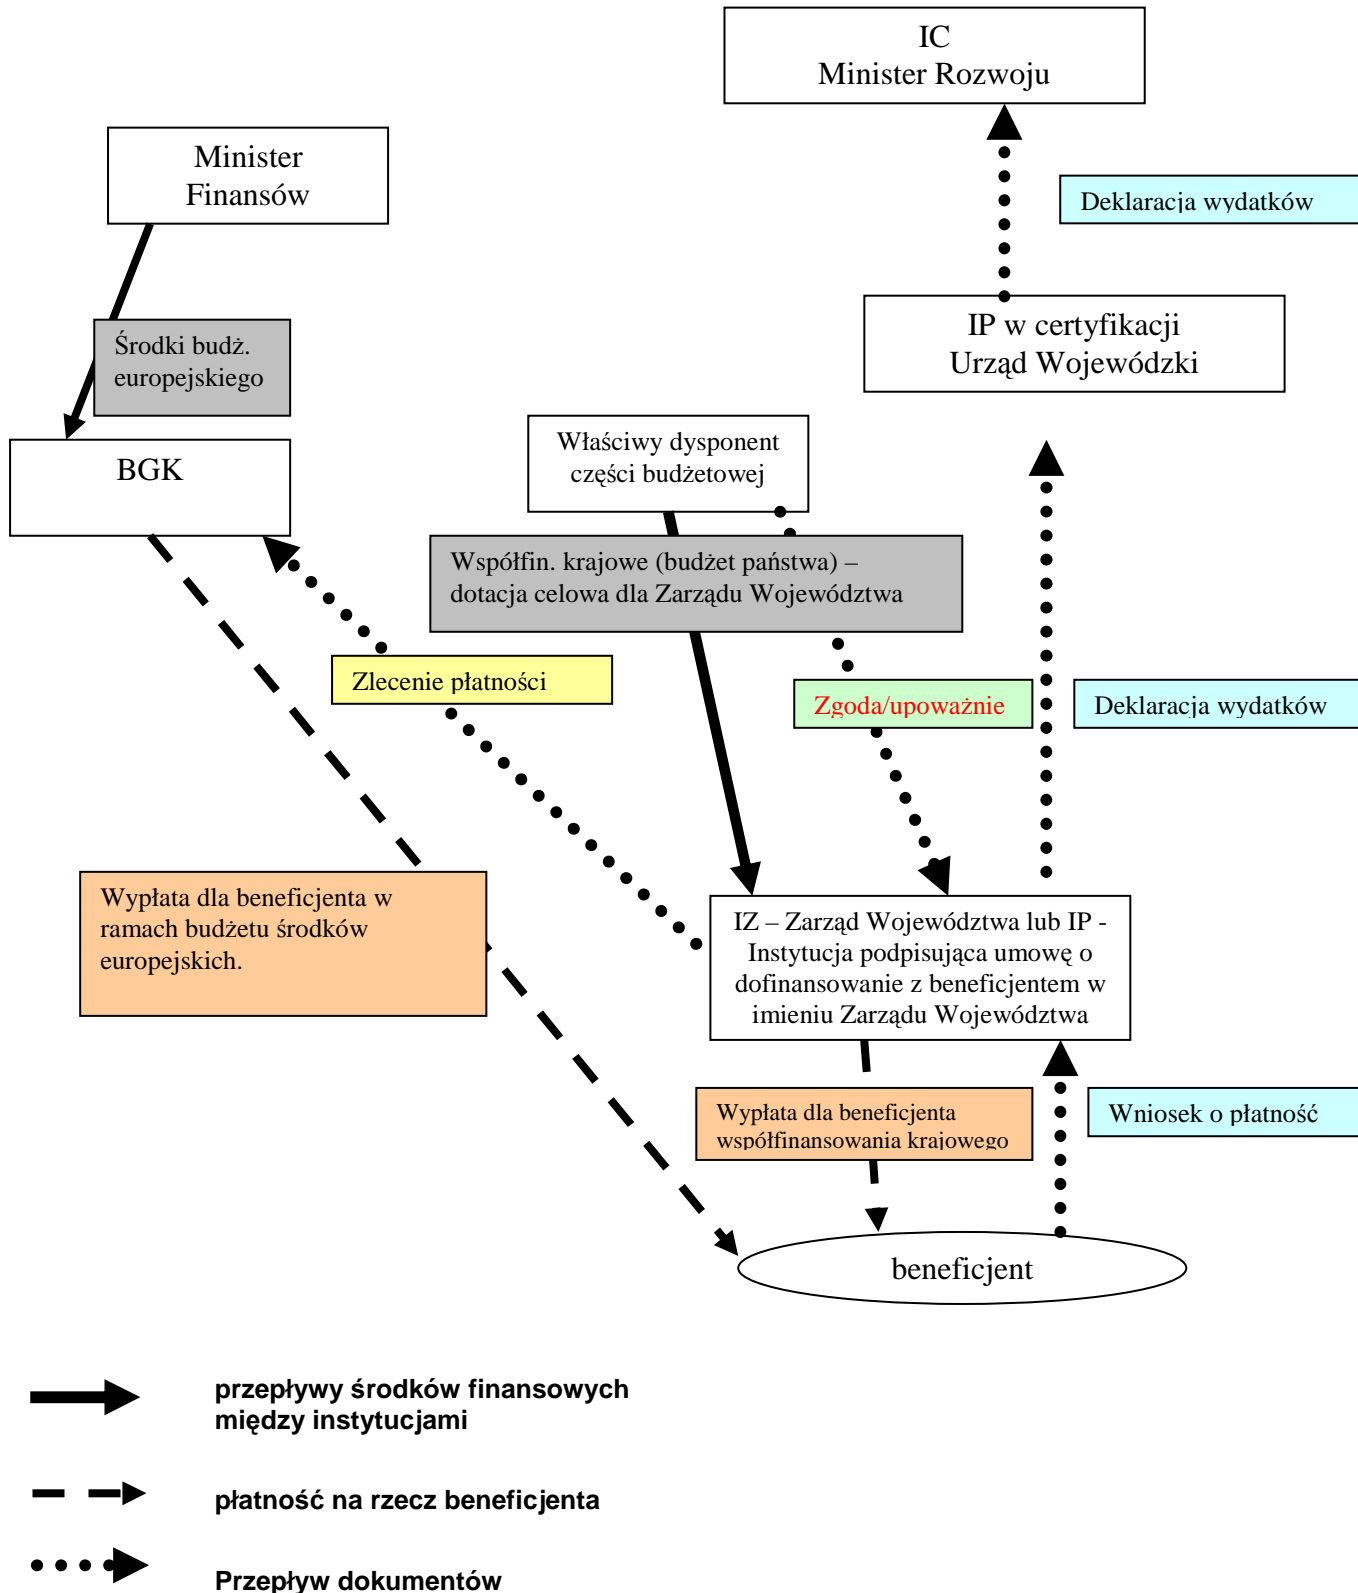 IC
Minister Rozwoju
Minister
Finansów
Deklaracja wydatków
Środki budż.
europejskiego
IP w certyfikacji
Urząd Wojewódzki
BGK
Właściwy dysponent
części budżetowej
Współfin. krajowe (budżet państwa) –
dotacja celowa dla Zarządu Województwa
Zlecenie płatności
Zgoda/upoważnie
Deklaracja wydatków
Wypłata dla beneficjenta w
ramach budżetu środków
europejskich.
IZ – Zarząd Województwa lub IP -
Instytucja podpisująca umowę o
dofinansowanie z beneficjentem w
imieniu Zarządu Województwa
Wypłata dla beneficjenta
współfinansowania krajowego
Wniosek o płatność
beneficjent
przepływy środków finansowych
między instytucjami
płatność na rzecz beneficjenta
Przepływ dokumentów